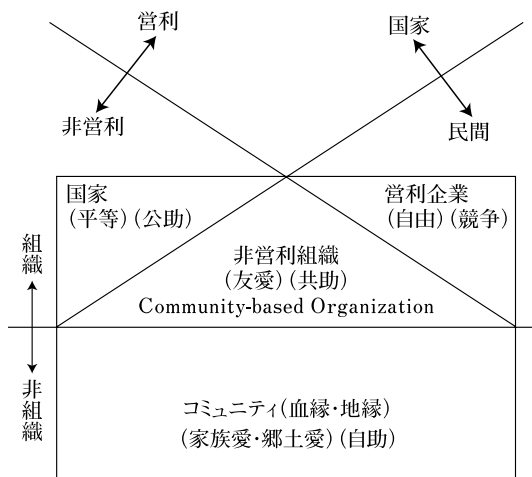 営利
非営利
国家
民間
国家
(平等)(公助)
営利企業
(自由)(競争)
非営利組織
(友愛)(共助)
Community-based Organization
組織
非組織
コミュニティ(血縁・地縁)
(家族愛・郷土愛)(自助)